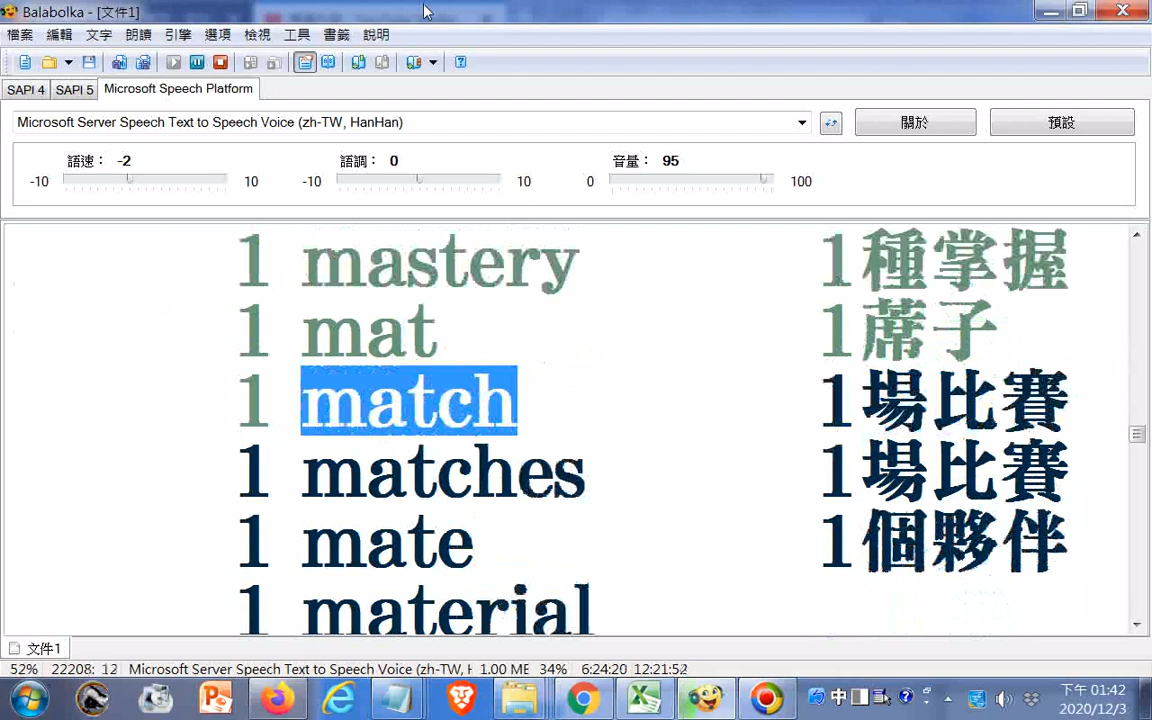 Balabolka - [文件1]
檔案 編輯 文字 朗讀 引擎 選項 檢視 工具 書籤 說明
SAPI 4 SAPI 5 Microsoft Speech Platform
Microsoft Server Speech Text to Speech Voice (zh-TW, HanHan) 關於 預設
語速： -2 語調： 0 音量： 95
-10 10 -10 10 0 100
1 mastery 1種掌握
1 mat 1蓆子
1 match 1場比賽
1 matches 1場比賽
1 mate 1個夥伴
1 material
文件1
52% 22208: 12 Microsoft Server Speech Text to Speech Voice (zh-TW, 1.00 ME 34% 6:24:20 12:21:52
中 下午 01:42
2020/12/3